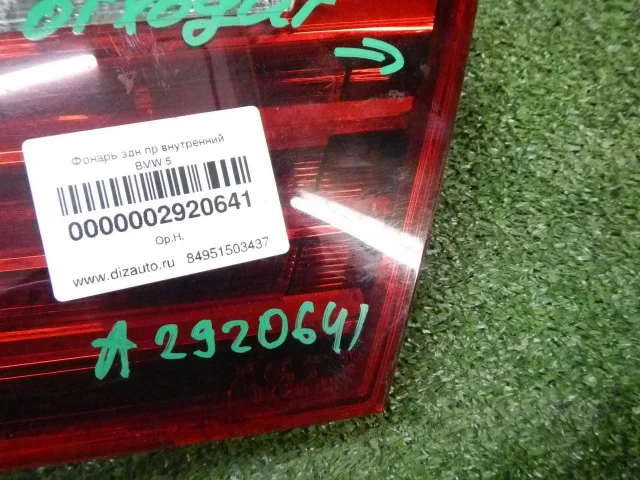 Фонарь здн пр внутренний
BVW 5
0000002920641
Ор.Н.
www.dizauto.ru 84951503437
A 2920641